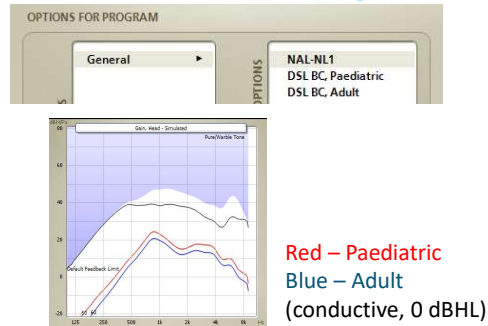 OPTIONS FOR PROGRAM
General
OPTIONS
NAL-NL1
DSL BC, Paediatric
DSL BC, Adult
80
Gain, Head - Simulated
Pure/Warble Tone
60
40
20
Default Feedback Limit
0
-20
125 250 500 1k 2k 4k 8k Hz
Red – Paediatric
Blue – Adult
(conductive, 0 dBHL)